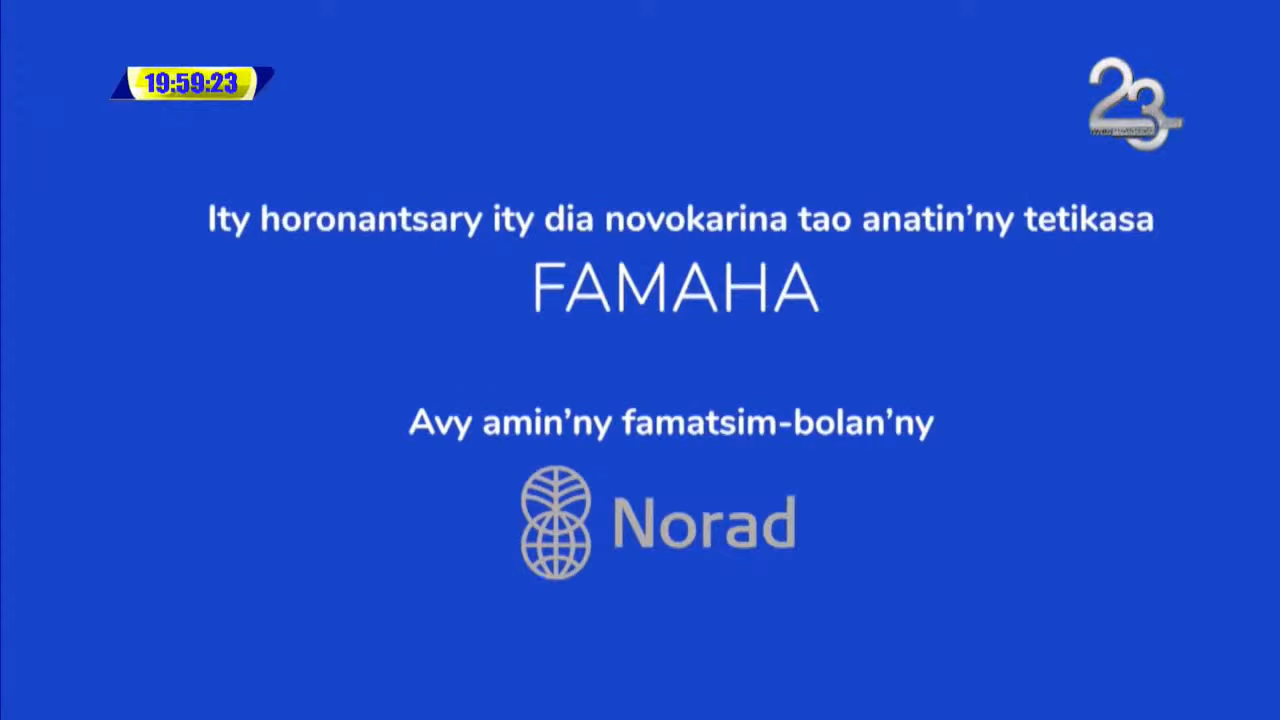 19:59:23
23
Ity horonantsary ity dia novokarina tao anatin'ny tetikasa
FAMAHA
Avy amin'ny famatsim-bolan'ny
Norad